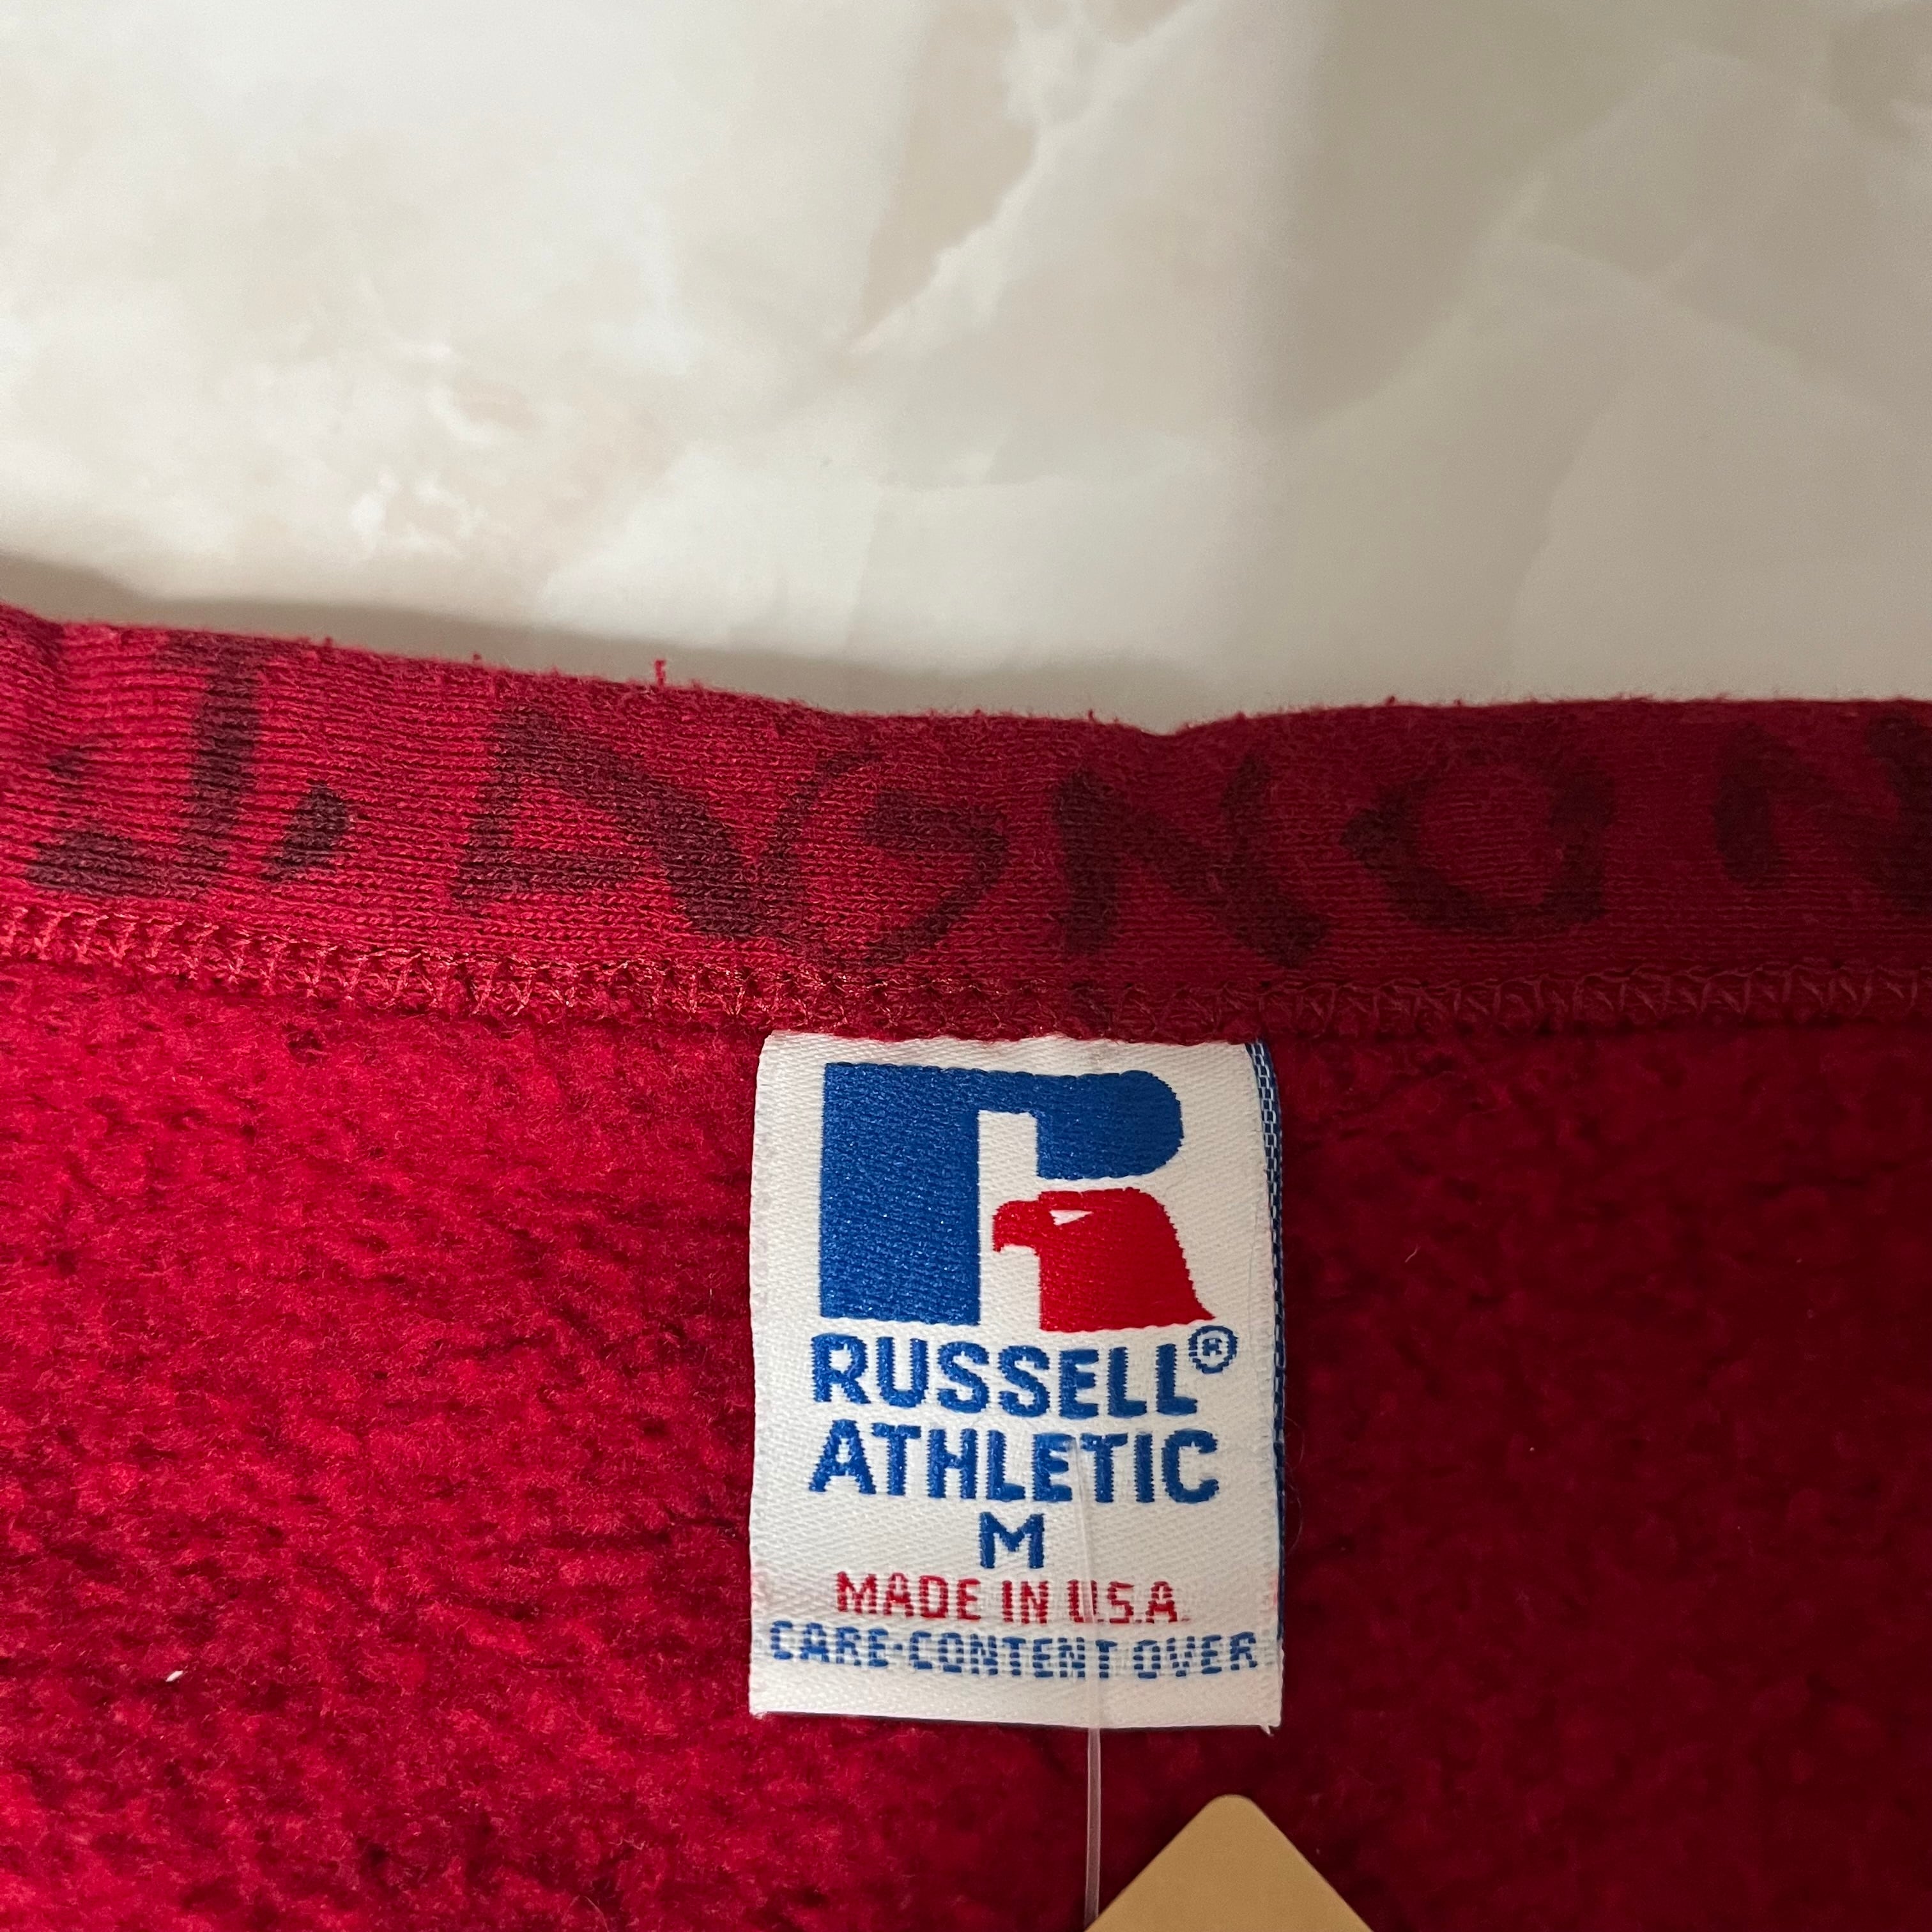 RUSSELL®
ATHLETIC
M
MADE IN U.S.A.
CARE-CONTENT OVER